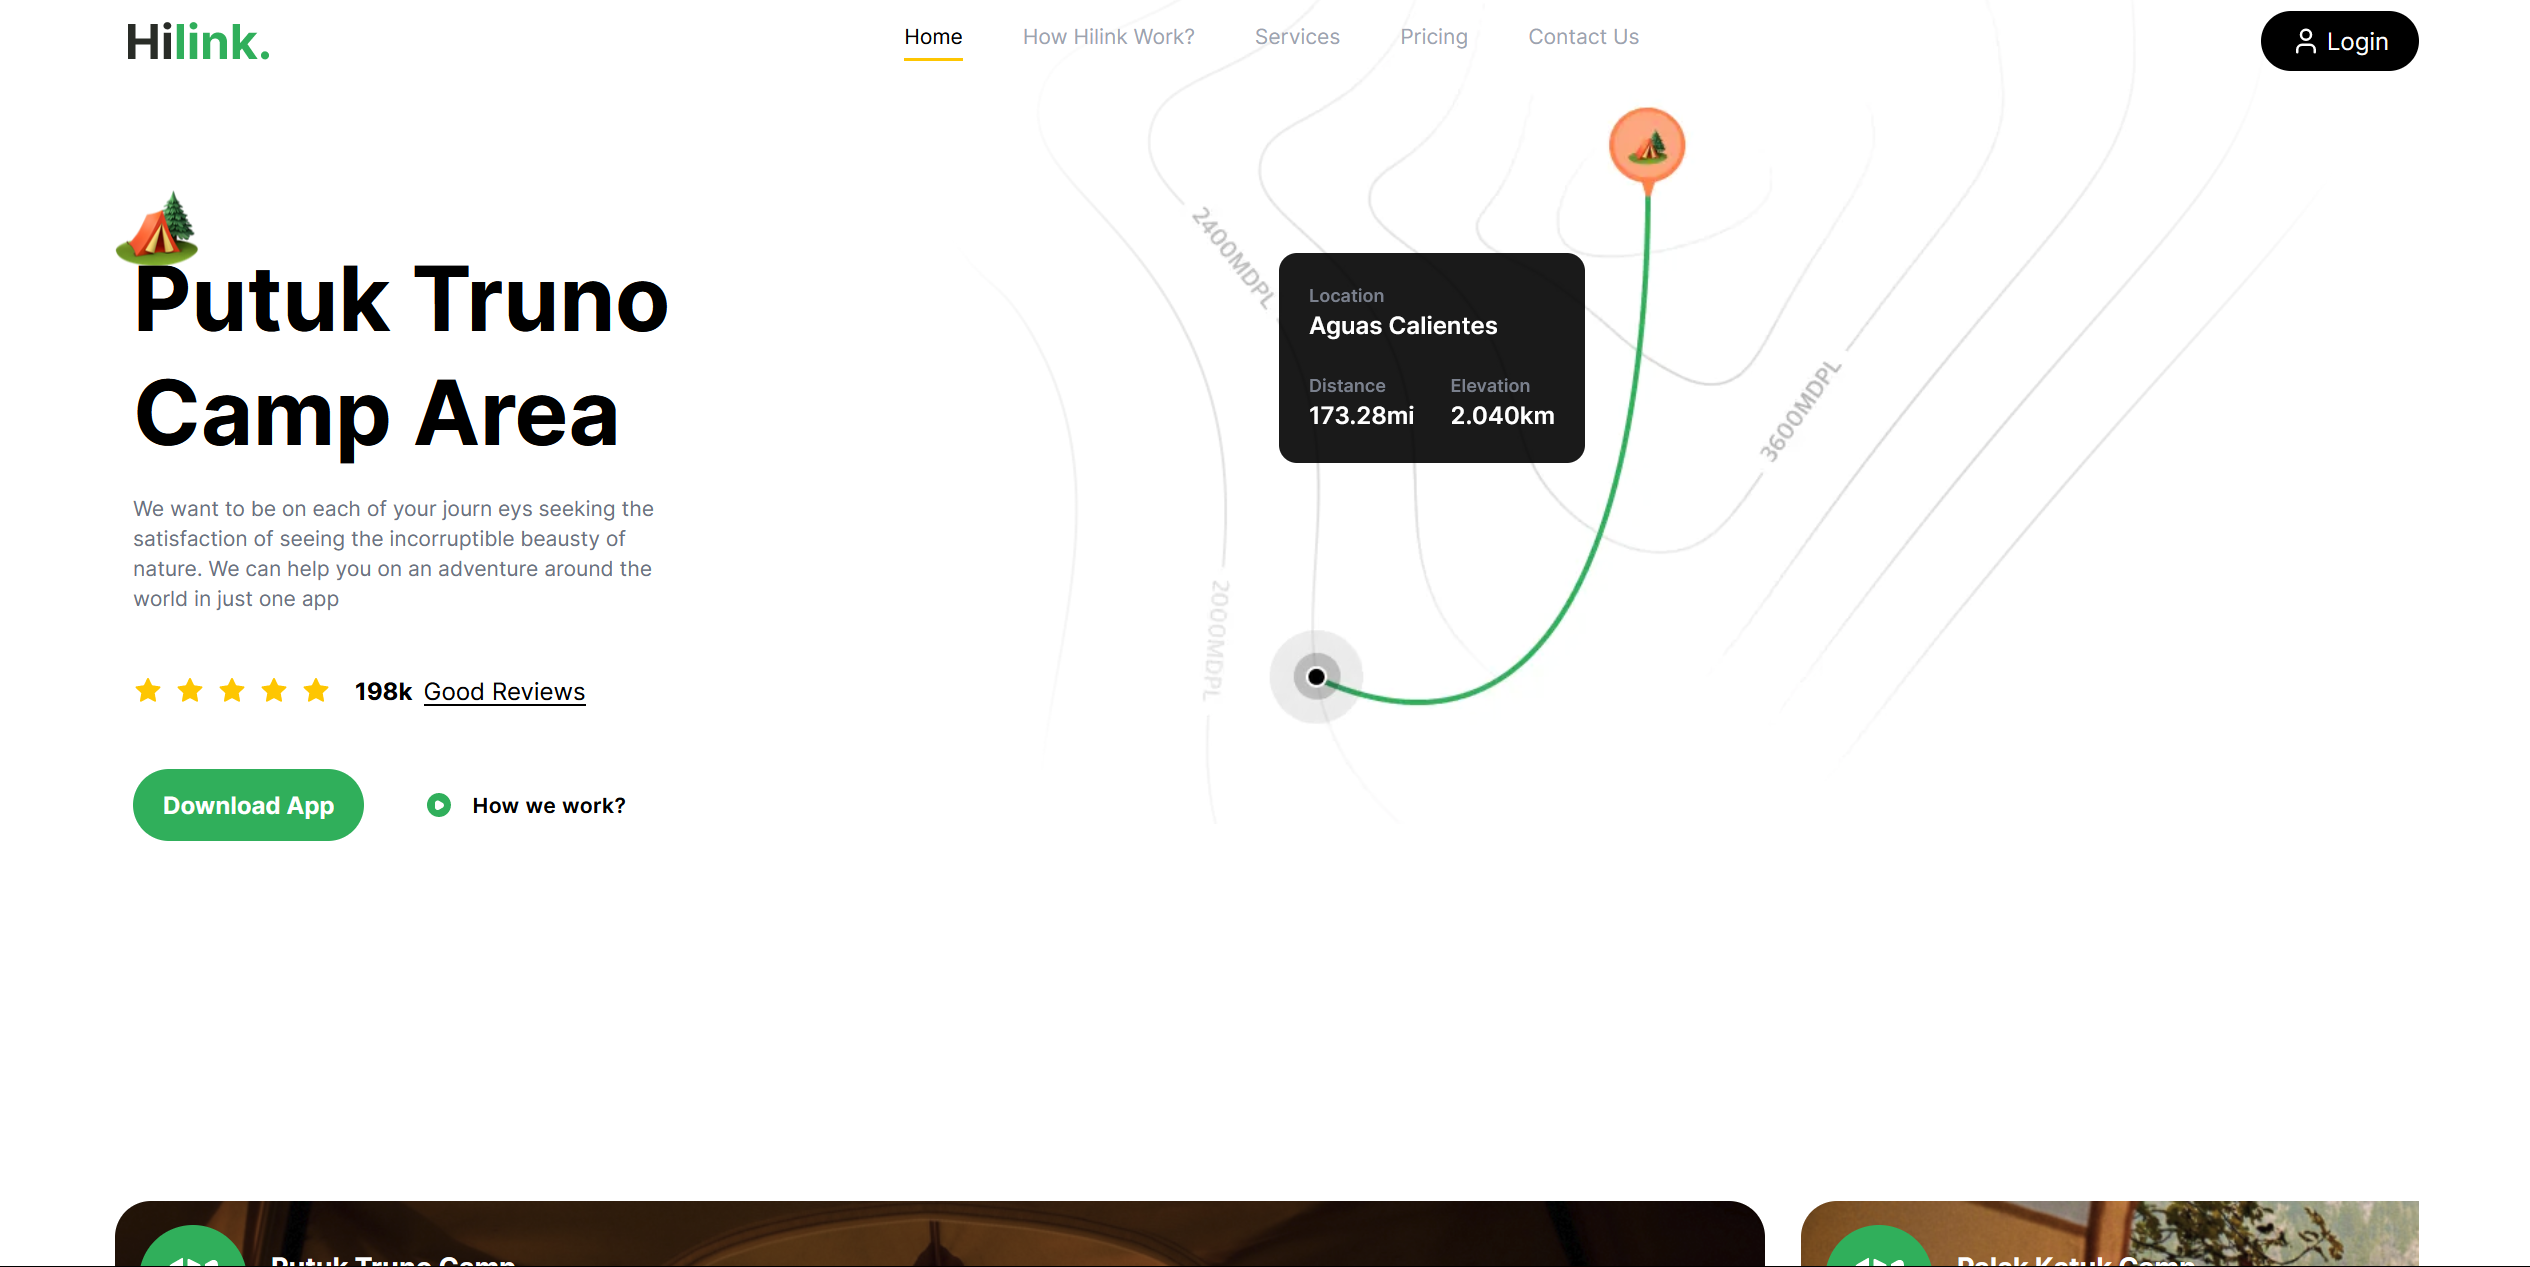 Hilink.
Home
How Hilink Work?
Services
Pricing
Contact Us
Login
Putuk Truno
Camp Area
We want to be on each of your journ eys seeking the
satisfaction of seeing the incorruptible beausty of
nature. We can help you on an adventure around the
world in just one app
198k Good Reviews
Download App
How we work?
2400MDPL
Location
Aguas Calientes
Distance
Elevation
173.28mi
2.040km
3600MDPL
2000MDPL
Putuk Truno Camp